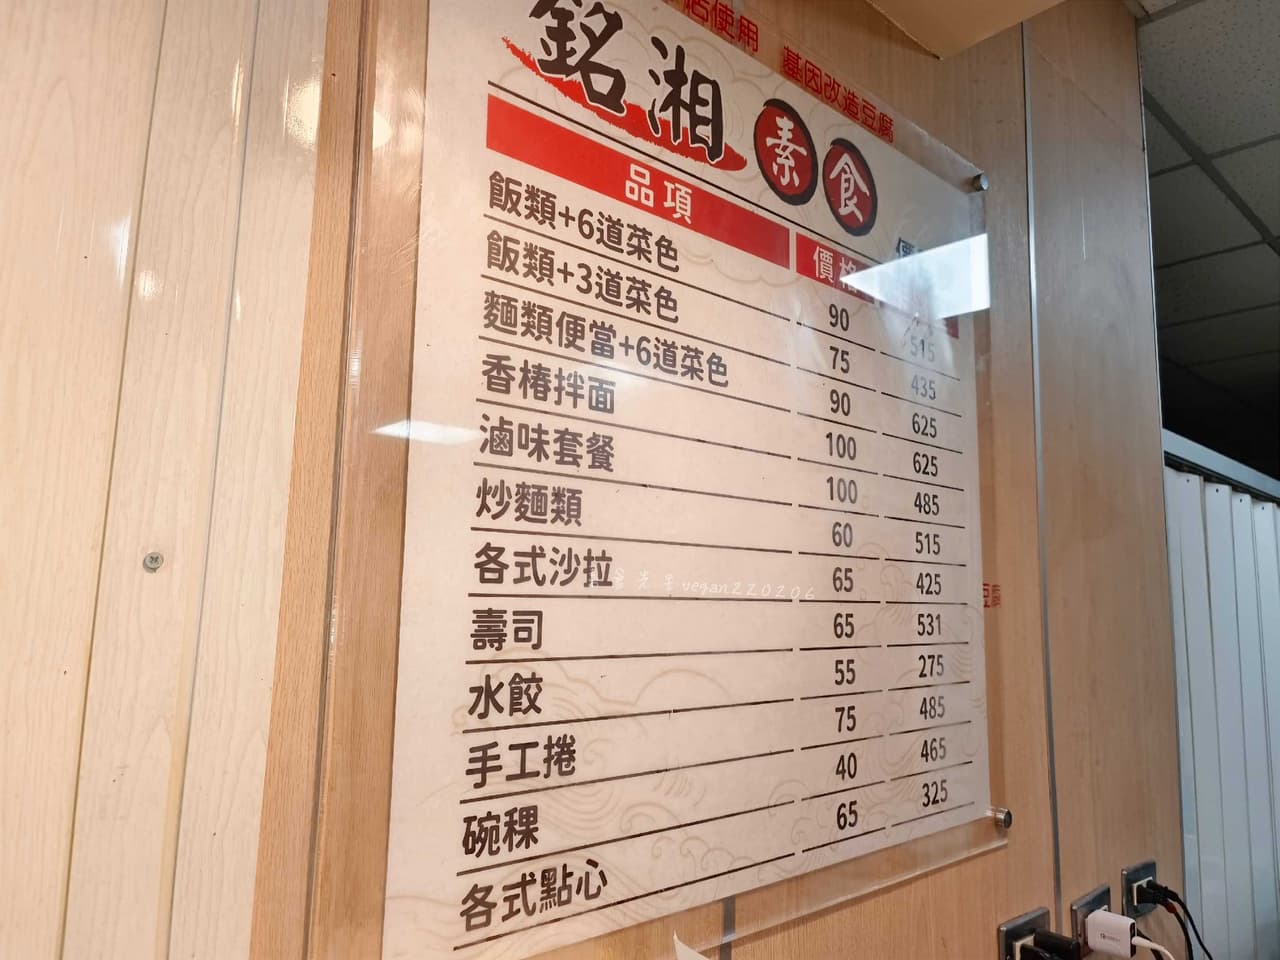 店使用 基因改造豆腐
銘湘 素食
品項 價格
飯類+6道菜色 90 515
飯類+3道菜色 75 435
麵類便當+6道菜色 90 625
香椿拌面 100 625
滷味套餐 100 485
炒麵類 60 515
各式沙拉 65 425
壽司 65 531
水餃 55 275
手工捲 75 485
碗粿 40 465
各式點心 65 325
vegan220206
豆腐